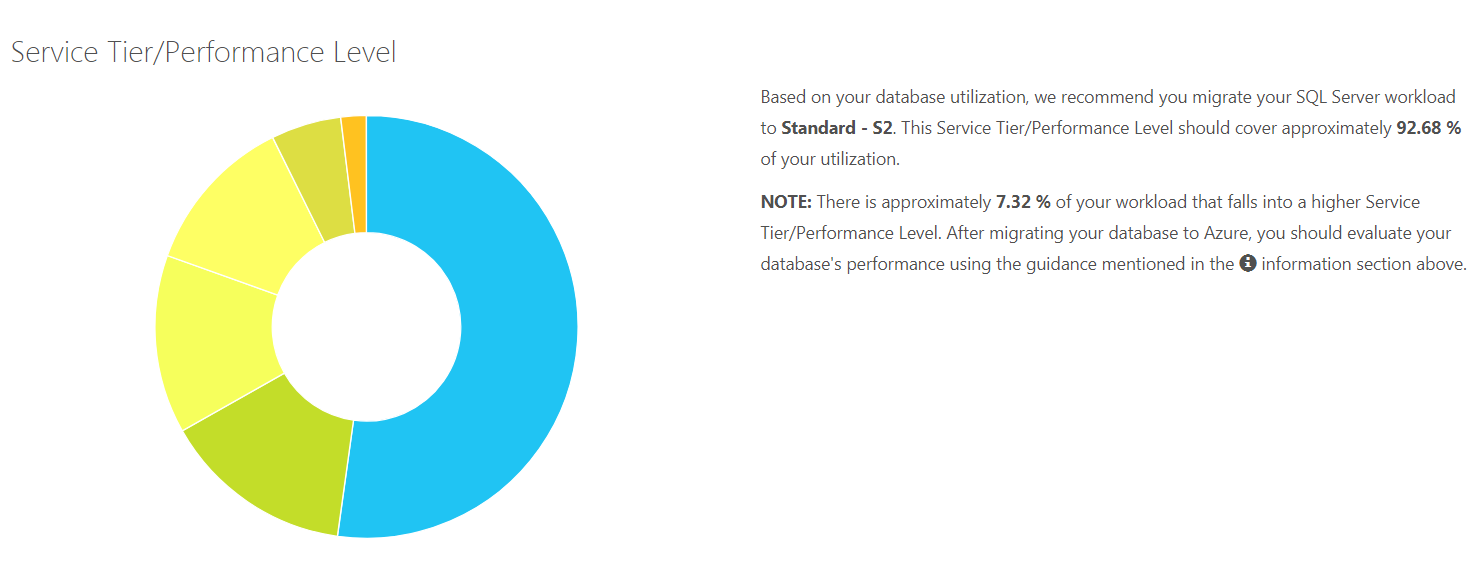 Service Tier/Performance Level
Based on your database utilization, we recommend you migrate your SQL Server workload
to Standard - S2. This Service Tier/Performance Level should cover approximately 92.68 %
of your utilization.
NOTE: There is approximately 7.32 % of your workload that falls into a higher Service
Tier/Performance Level. After migrating your database to Azure, you should evaluate your
database's performance using the guidance mentioned in the i information section above.